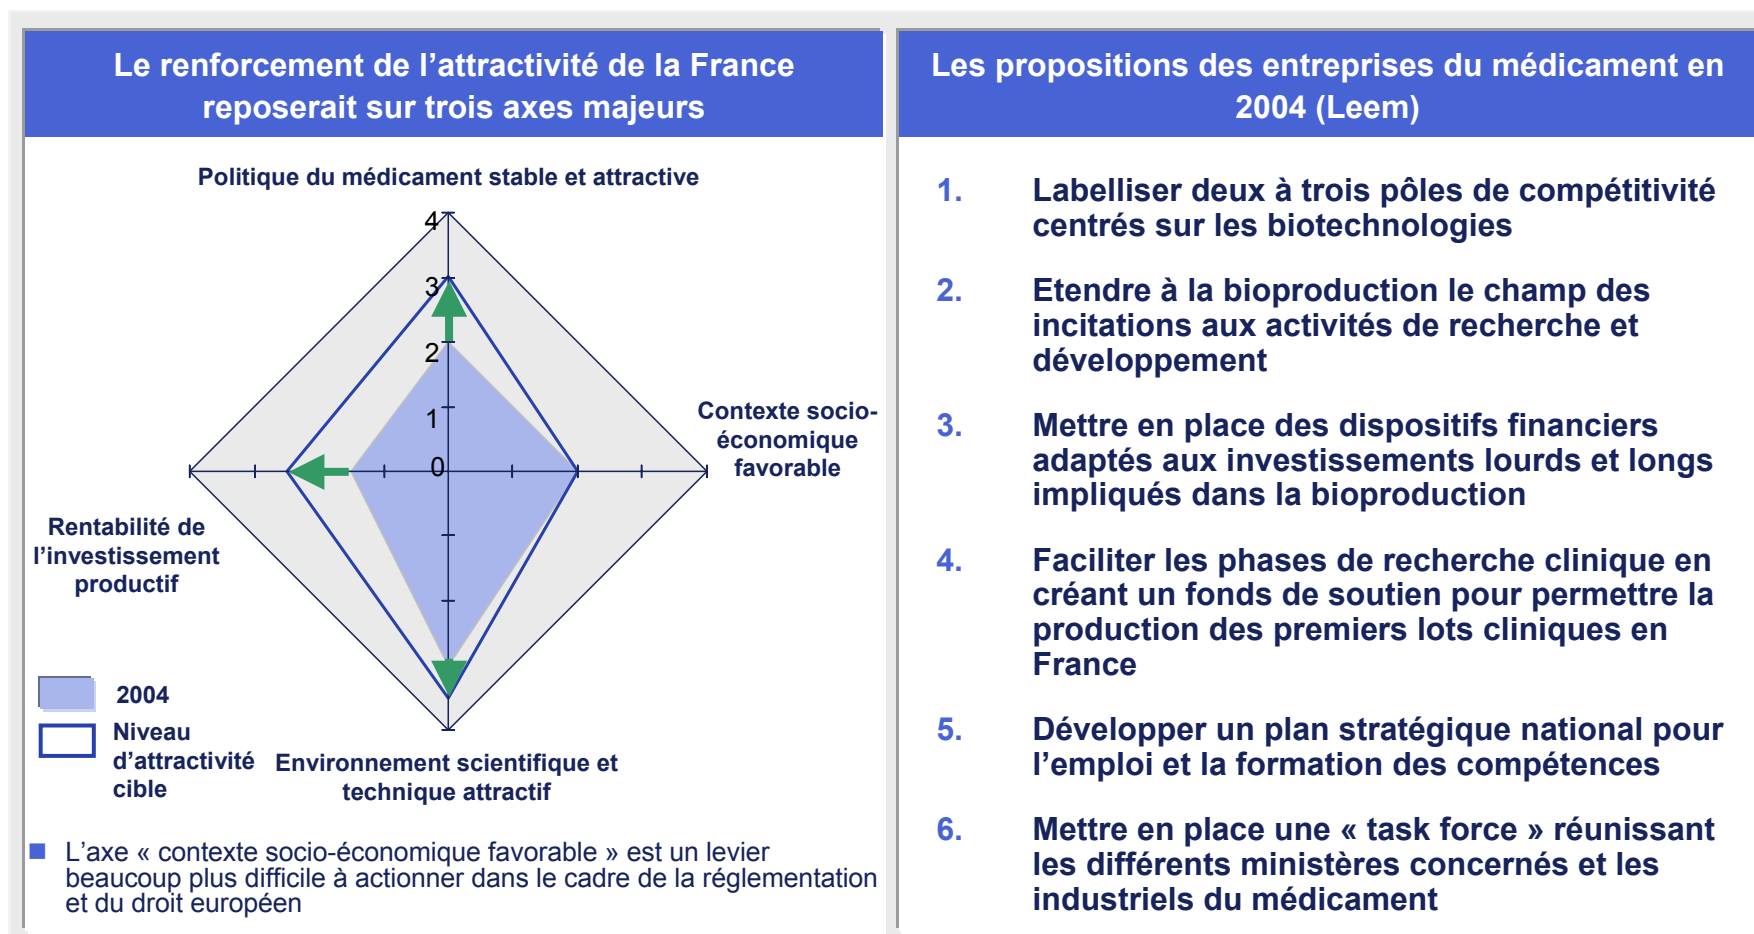 Le renforcement de l’attractivité de la France
reposerait sur trois axes majeurs
Politique du médicament stable et attractive
4
3
2
1
0
Contexte socio-
économique
favorable
Rentabilité de
l’investissement
productif
2004
Niveau
d’attractivité
cible
Environnement scientifique et
technique attractif
L’axe « contexte socio-économique favorable » est un levier
beaucoup plus difficile à actionner dans le cadre de la réglementation
et du droit européen
Les propositions des entreprises du médicament en
2004 (Leem)
1. Labelliser deux à trois pôles de compétitivité
centrés sur les biotechnologies
2. Etendre à la bioproduction le champ des
incitations aux activités de recherche et
développement
3. Mettre en place des dispositifs financiers
adaptés aux investissements lourds et longs
impliqués dans la bioproduction
4. Faciliter les phases de recherche clinique en
créant un fonds de soutien pour permettre la
production des premiers lots cliniques en
France
5. Développer un plan stratégique national pour
l’emploi et la formation des compétences
6. Mettre en place une « task force » réunissant
les différents ministères concernés et les
industriels du médicament